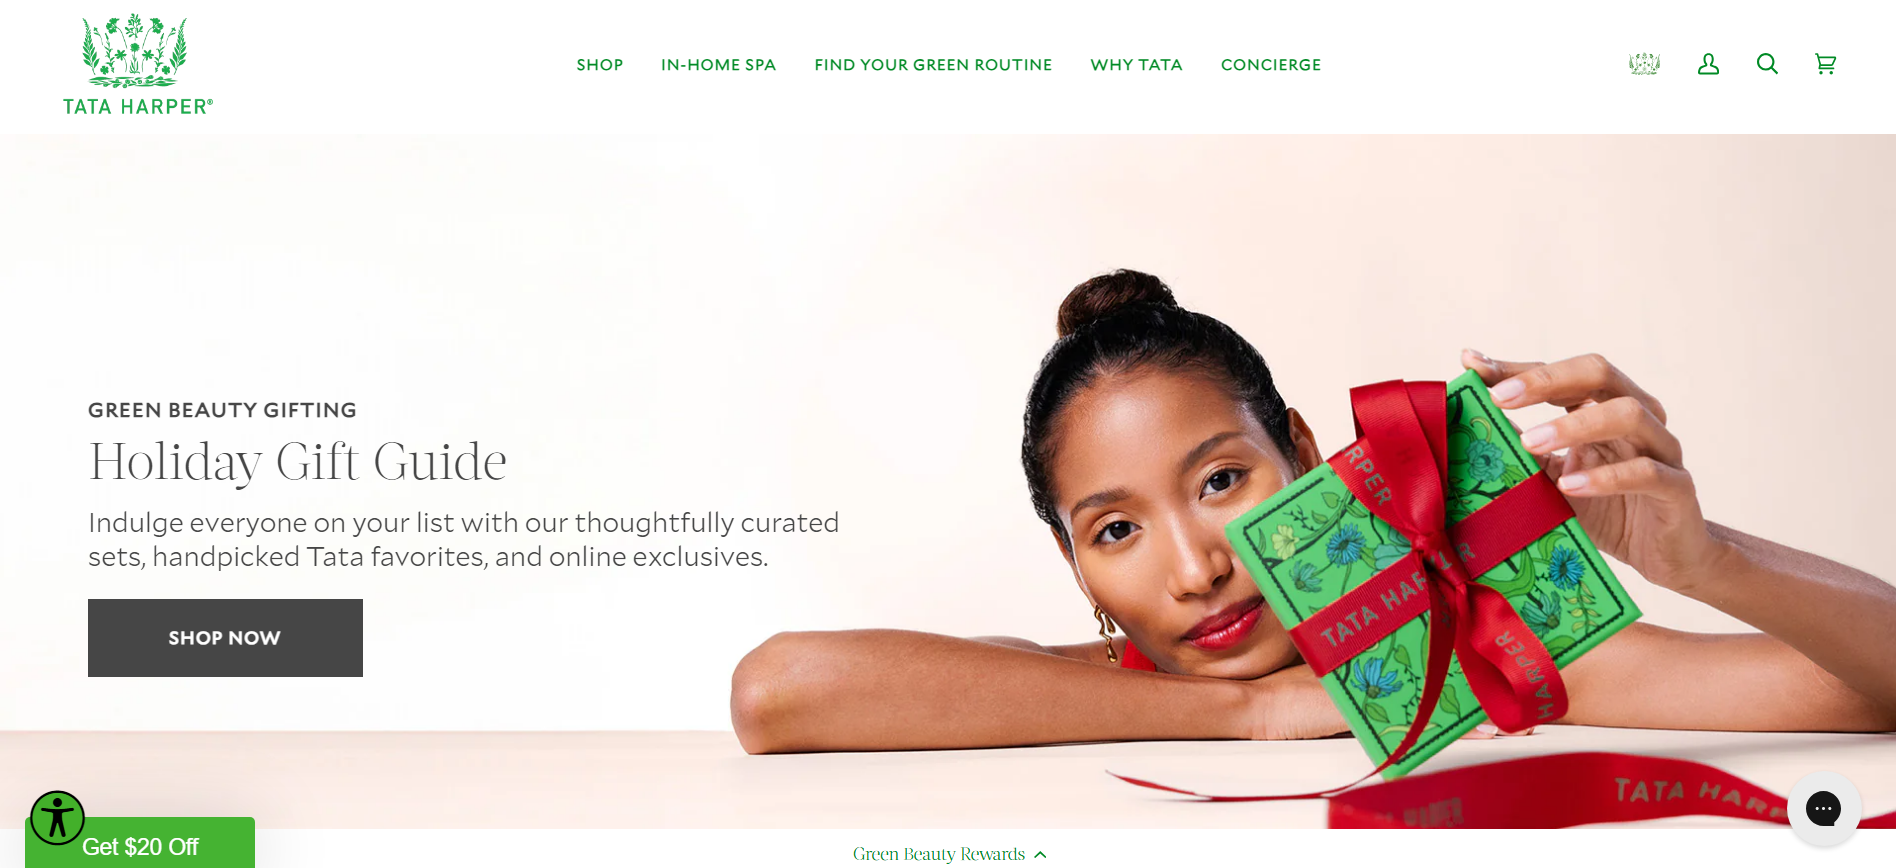 TATA HARPER®
SHOP
IN-HOME SPA
FIND YOUR GREEN ROUTINE
WHY TATA
CONCIERGE
GREEN BEAUTY GIFTING
Holiday Gift Guide
Indulge everyone on your list with our thoughtfully curated
sets, handpicked Tata favorites, and online exclusives.
SHOP NOW
RPER
TATA HAR
R
HARPER
HAR
TATA HARP
Get $20 Off
Green Beauty Rewards